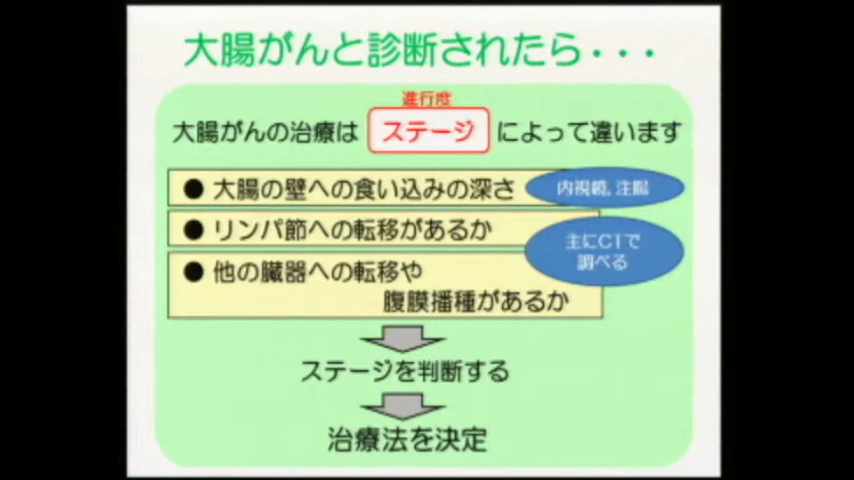 大腸がんと診断されたら・・・
進行度
大腸がんの治療は ステージ によって違います
● 大腸の壁への食い込みの深さ
内視鏡，注腸
● リンパ節への転移があるか
主にCTで
調べる
● 他の臓器への転移や
腹膜播種があるか
ステージを判断する
治療法を決定